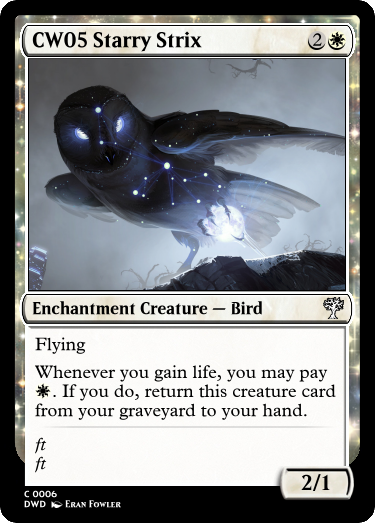 CW05 Starry Strix 2
Enchantment Creature — Bird
Flying
Whenever you gain life, you may pay
. If you do, return this creature card
from your graveyard to your hand.
ft
ft
2/1
C 0006
DWD Eran Fowler